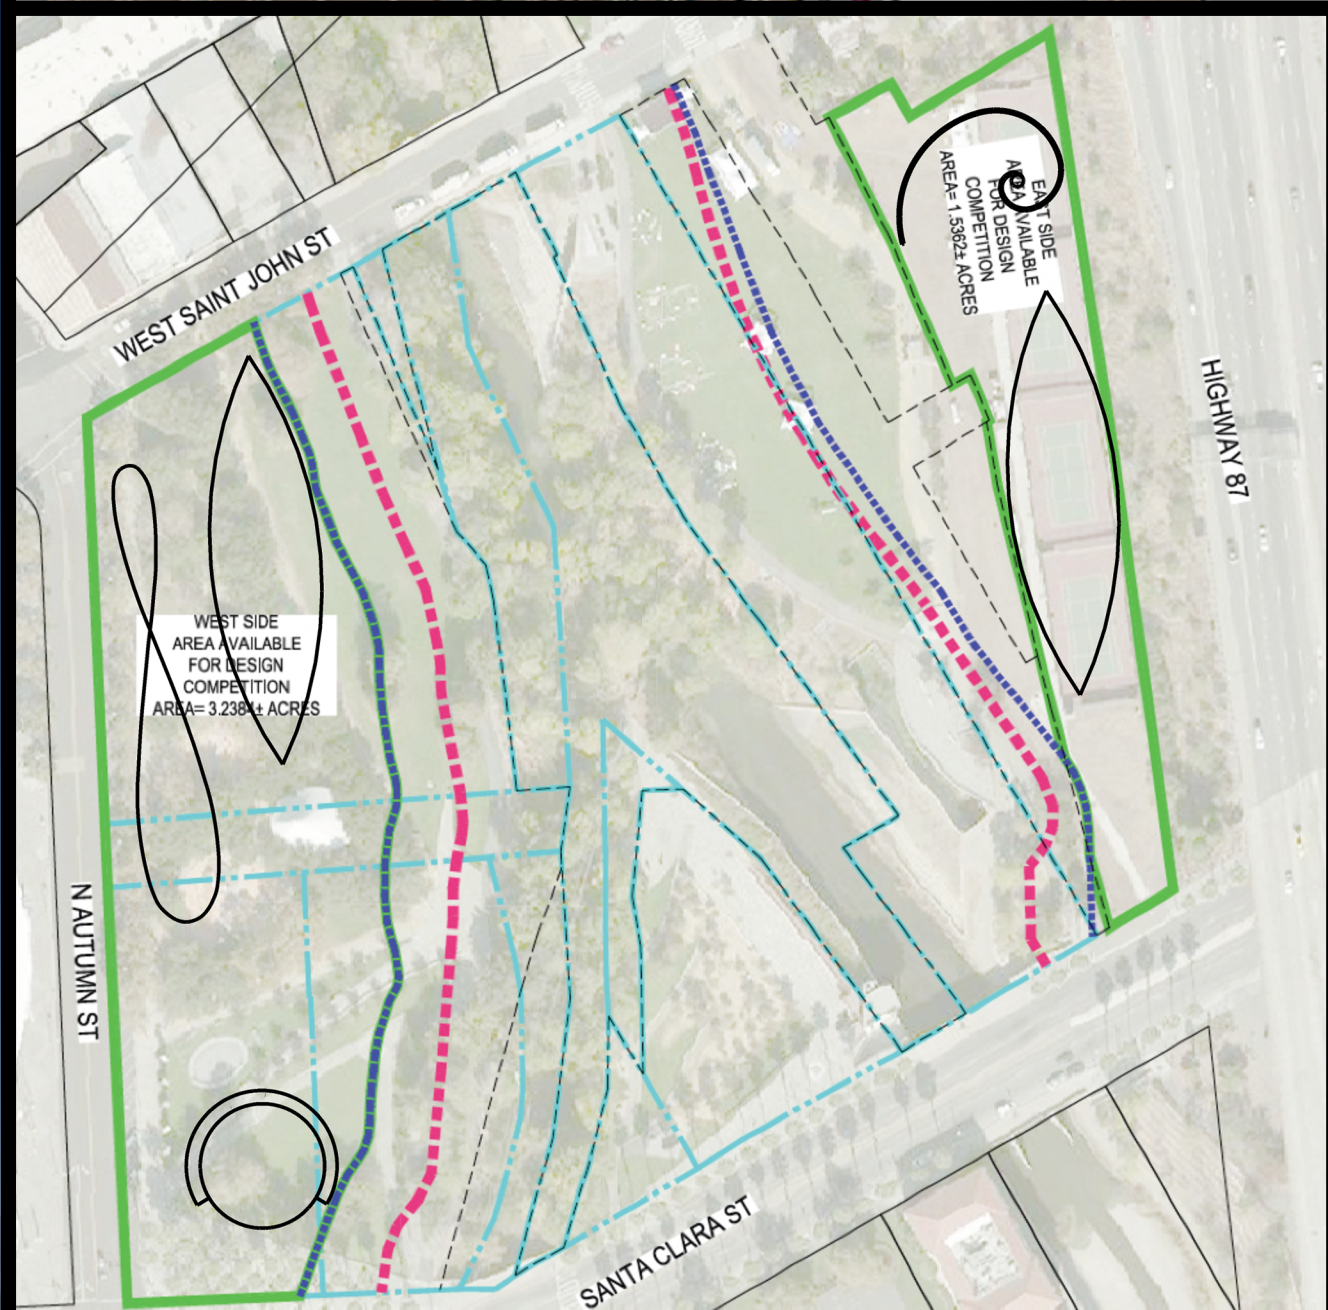 WEST SAINT JOHN ST
EAST SIDE
AREA AVAILABLE
FOR DESIGN
COMPETITION
AREA= 1.5362± ACRES
HIGHWAY 87
WEST SIDE
AREA AVAILABLE
FOR DESIGN
COMPETITION
AREA= 3.2384± ACRES
N AUTUMN ST
SANTA CLARA ST